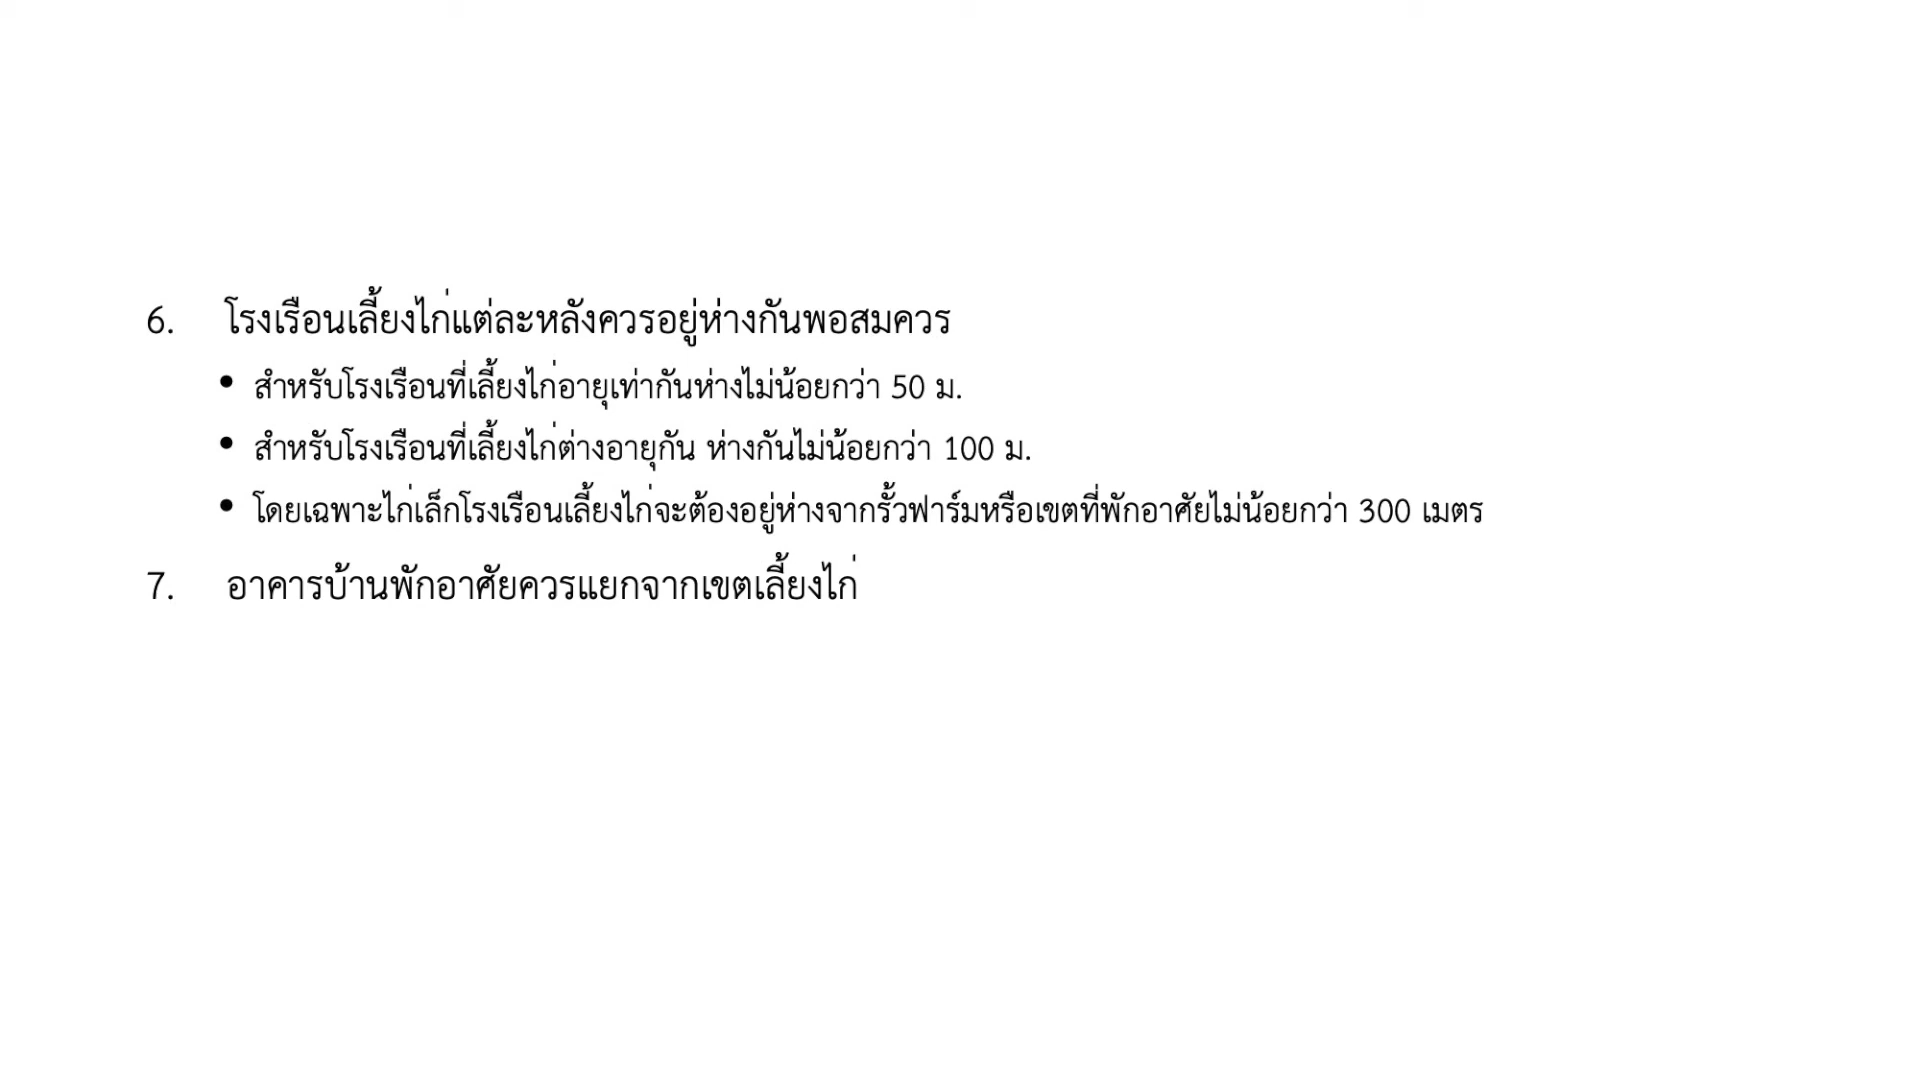 6. โรงเรือนเลี้ยงไก่แต่ละหลังควรอยู่ห่างกันพอสมควร
• สำหรับโรงเรือนที่เลี้ยงไก่อายุเท่ากันห่างไม่น้อยกว่า 50 ม.
• สำหรับโรงเรือนที่เลี้ยงไก่ต่างอายุกัน ห่างกันไม่น้อยกว่า 100 ม.
• โดยเฉพาะไก่เล็กโรงเรือนเลี้ยงไก่จะต้องอยู่ห่างจากรั้วฟาร์มหรือเขตที่พักอาศัยไม่น้อยกว่า 300 เมตร
7. อาคารบ้านพักอาศัยควรแยกจากเขตเลี้ยงไก่